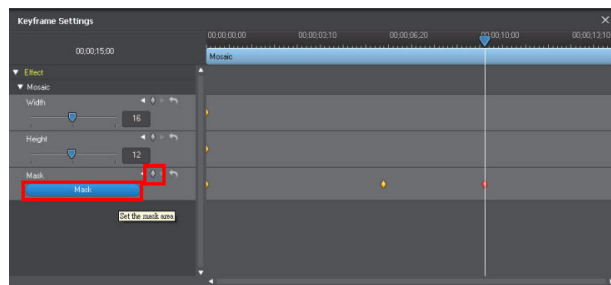 Keyframe Settings
00;00;15;00
00;00;00;00 00;00;03;10 00;00;06;20 00;00;10;00 00;00;13;10
Mosaic
Effect
Mosaic
Width
16
Height
12
Mask
Mask
Set the mask area